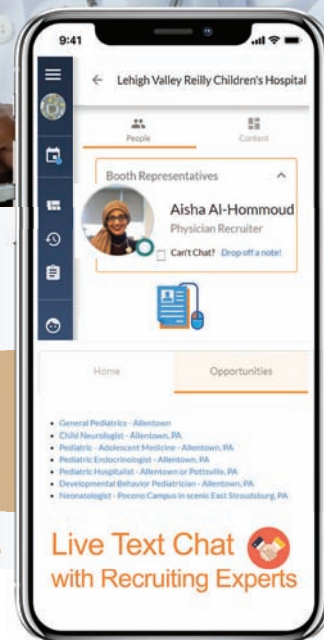 9:41
Lehigh Valley Reilly Children's Hospital
People
Content
Booth Representatives
Aisha Al-Hommoud
Physician Recruiter
Can't Chat? Drop off a note!
Home
Opportunities
General Pediatrics - Allentown
Child Neurologist - Allentown, PA
Pediatric - Adolescent Medicine - Allentown, PA
Pediatric Endocrinologist - Allentown, PA
Pediatric Hospitalist - Allentown or Pottsville, PA
Developmental Behavior Pediatrician - Allentown, PA
Neonatologist - Pocono Campus in scenic East Stroudsburg, PA
Live Text Chat
with Recruiting Experts